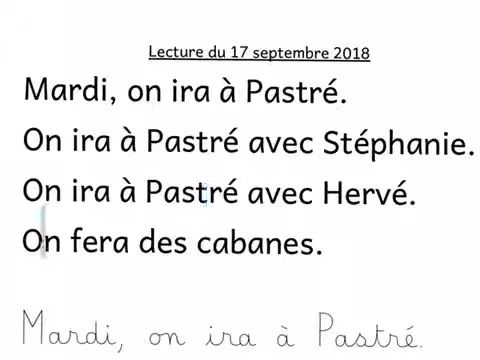 Lecture du 17 septembre 2018
Mardi, on ira à Pastré.
On ira à Pastré avec Stéphanie.
On ira à Pastré avec Hervé.
On fera des cabanes.
Mardi, on ira à Pastré.